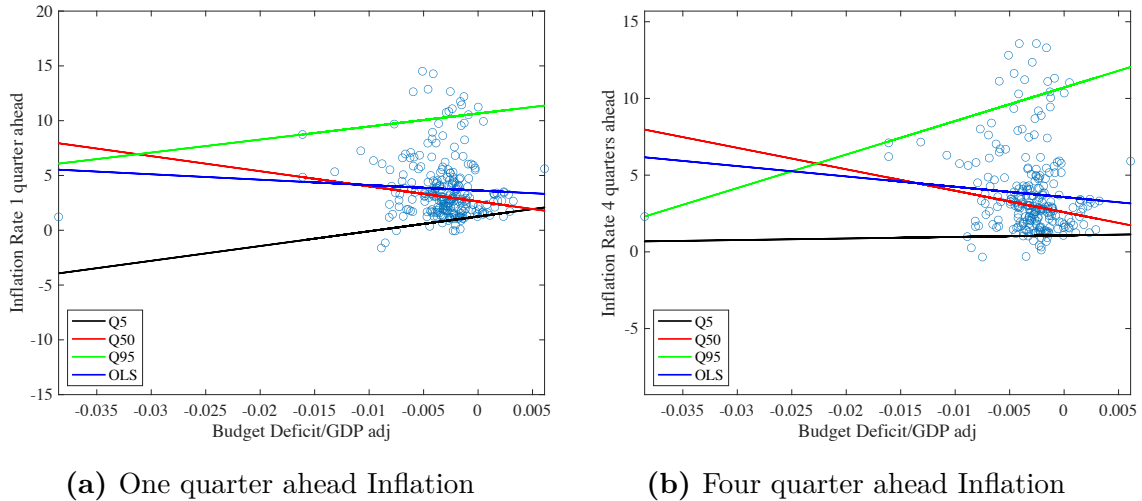 20
15
10
5
0
-5
-10
-15
Inflation Rate 1 quarter ahead
Q5
Q50
Q95
OLS
-0.035 -0.03 -0.025 -0.02 -0.015 -0.01 -0.005 0 0.005
Budget Deficit/GDP adj
(a) One quarter ahead Inflation
15
10
5
0
-5
Inflation Rate 4 quarters ahead
Q5
Q50
Q95
OLS
-0.035 -0.03 -0.025 -0.02 -0.015 -0.01 -0.005 0 0.005
Budget Deficit/GDP adj
(b) Four quarter ahead Inflation